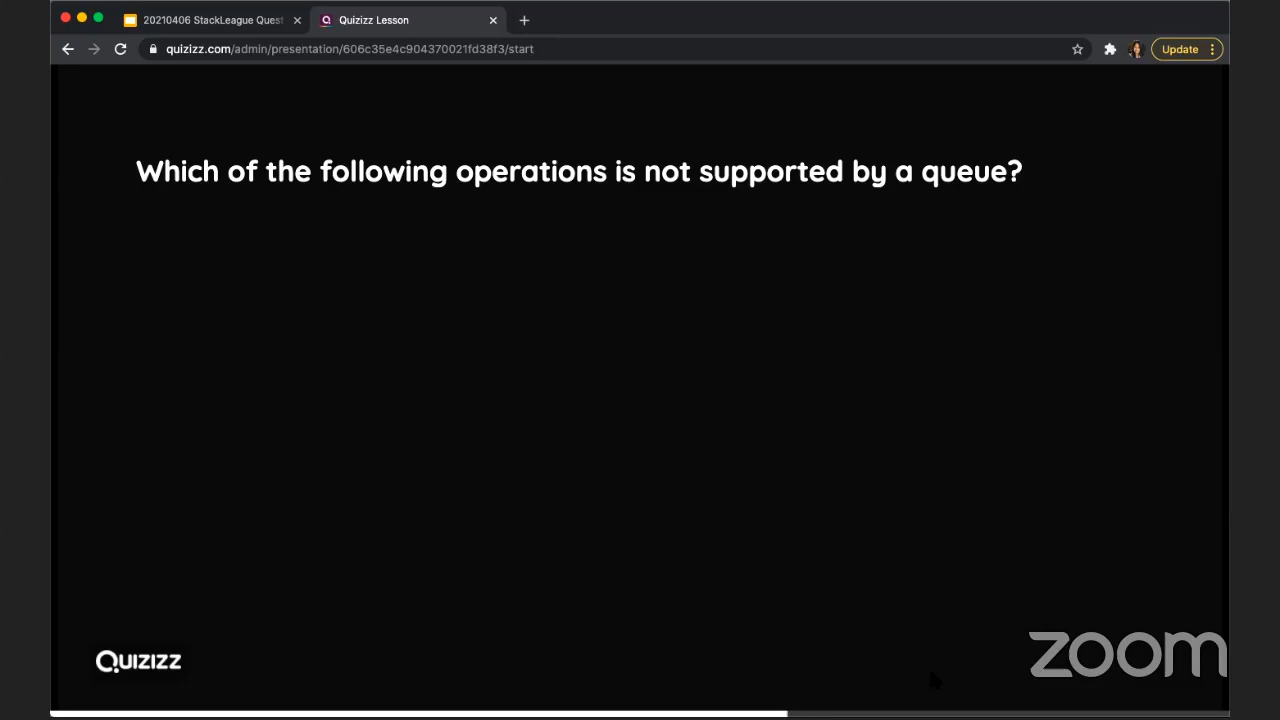 20210406 StackLeague Quest
Quizizz Lesson
quizizz.com/admin/presentation/606c35e4c904370021fd38f3/start
Update
Which of the following operations is not supported by a queue?
Quizizz
zoom